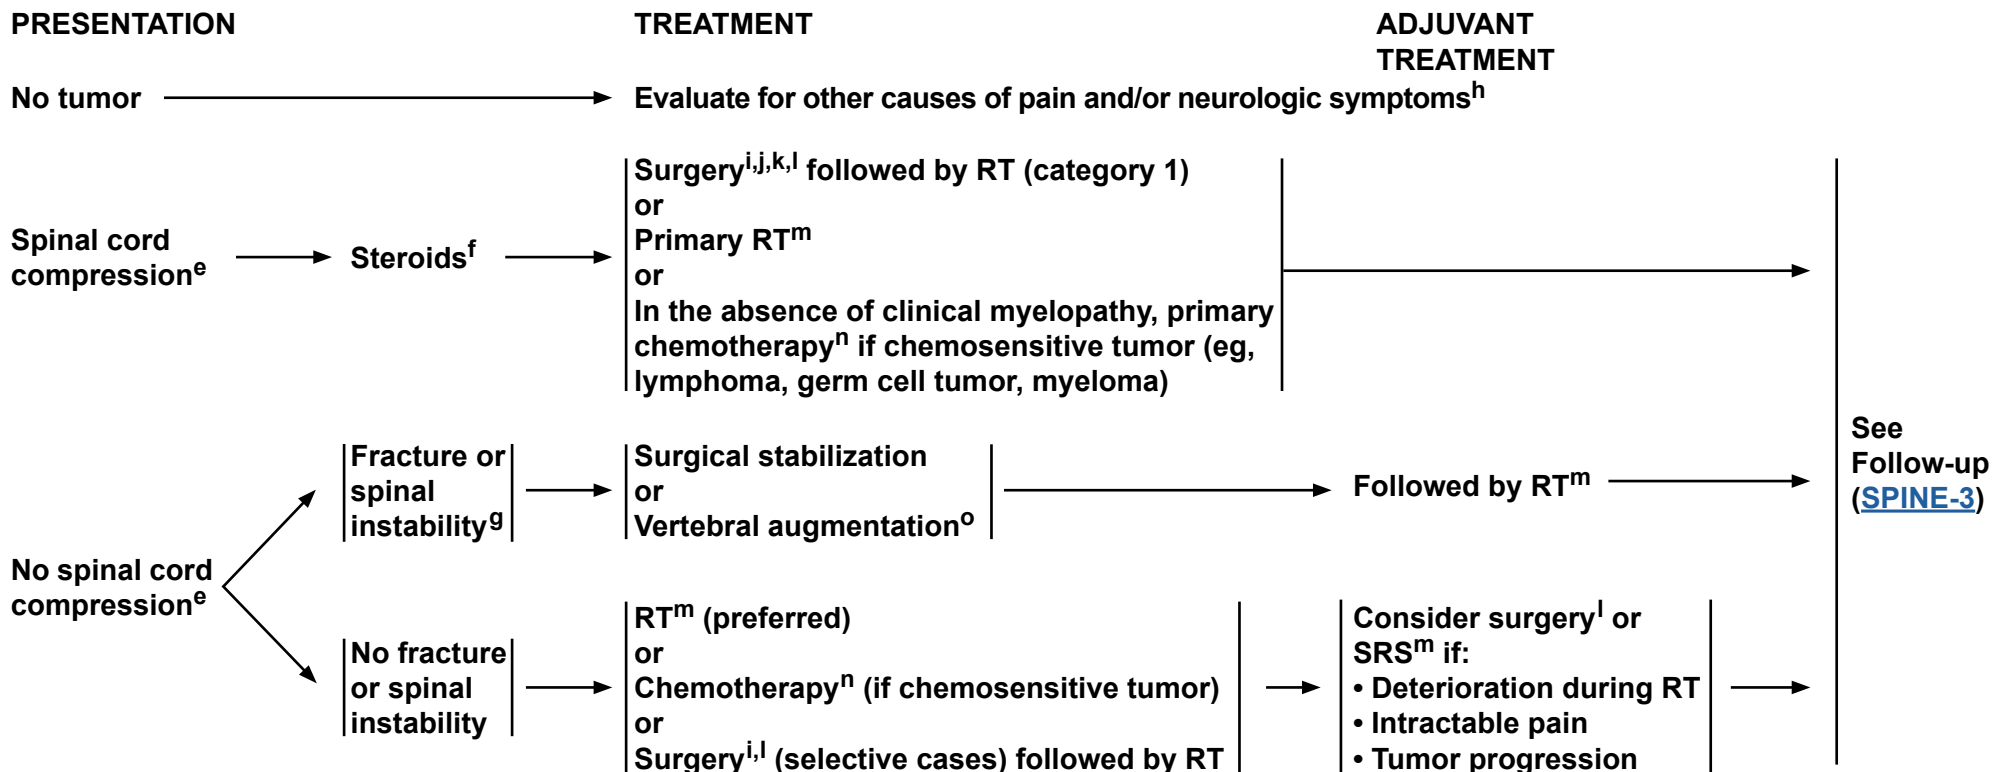 PRESENTATION
TREATMENT
ADJUVANT
TREATMENT
No tumor
Evaluate for other causes of pain and/or neurologic symptomsh
Spinal cord
compressione
Steroidsf
Surgeryi,j,k,l followed by RT (category 1)
or
Primary RTm
or
In the absence of clinical myelopathy, primary
chemotherapyn if chemosensitive tumor (eg,
lymphoma, germ cell tumor, myeloma)
No spinal cord
compressione
Fracture or
spinal
instabilityg
Surgical stabilization
or
Vertebral augmentationo
Followed by RTm
No fracture
or spinal
instability
RTm (preferred)
or
Chemotherapyn (if chemosensitive tumor)
or
Surgeryi,l (selective cases) followed by RT
Consider surgeryl or
SRSm if:
• Deterioration during RT
• Intractable pain
• Tumor progression
See
Follow-up
(SPINE-3)